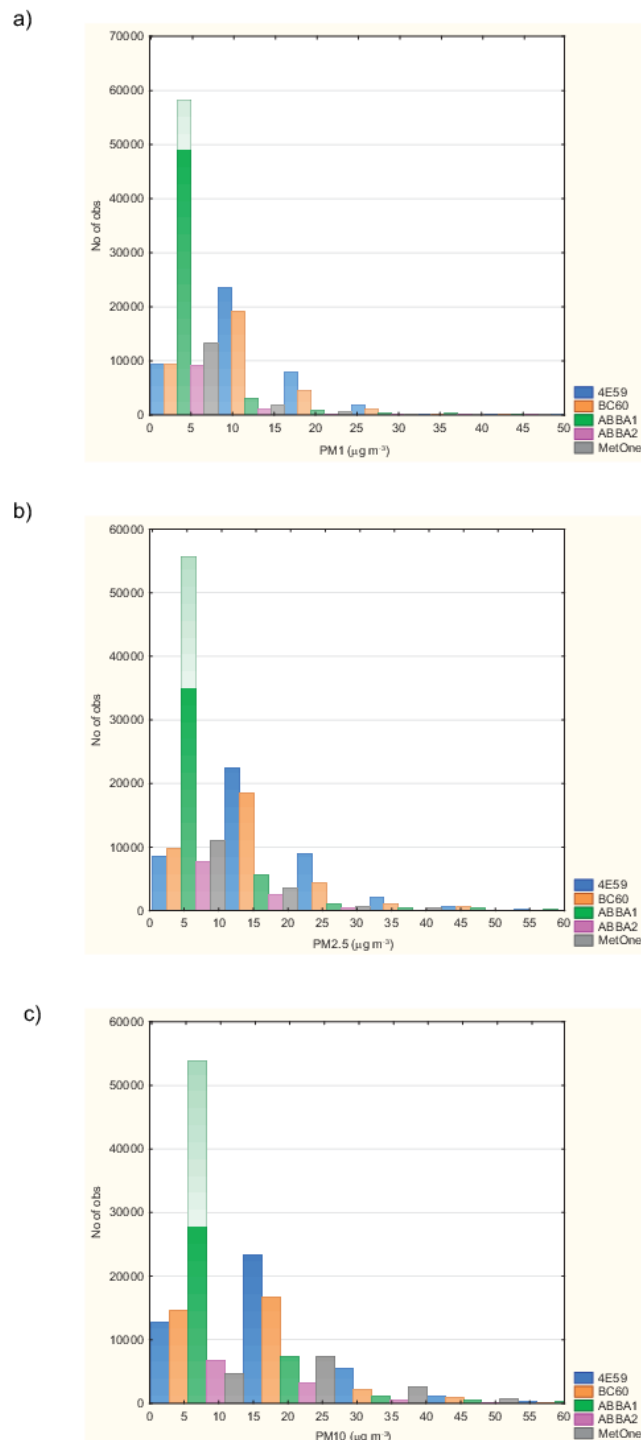 a)
70000
60000
50000
40000
30000
20000
10000
0
No of obs
0 5 10 15 20 25 30 35 40 45 50
PM1 (µg m⁻³)
4E59
BC60
ABBA1
ABBA2
MetOne
b)
60000
50000
40000
30000
20000
10000
0
No of obs
0 5 10 15 20 25 30 35 40 45 50 55 60
PM2.5 (µg m⁻³)
4E59
BC60
ABBA1
ABBA2
MetOne
c)
60000
50000
40000
30000
20000
10000
0
No of obs
0 5 10 15 20 25 30 35 40 45 50 55 60
PM10 (µg m⁻³)
4E59
BC60
ABBA1
ABBA2
MetOne